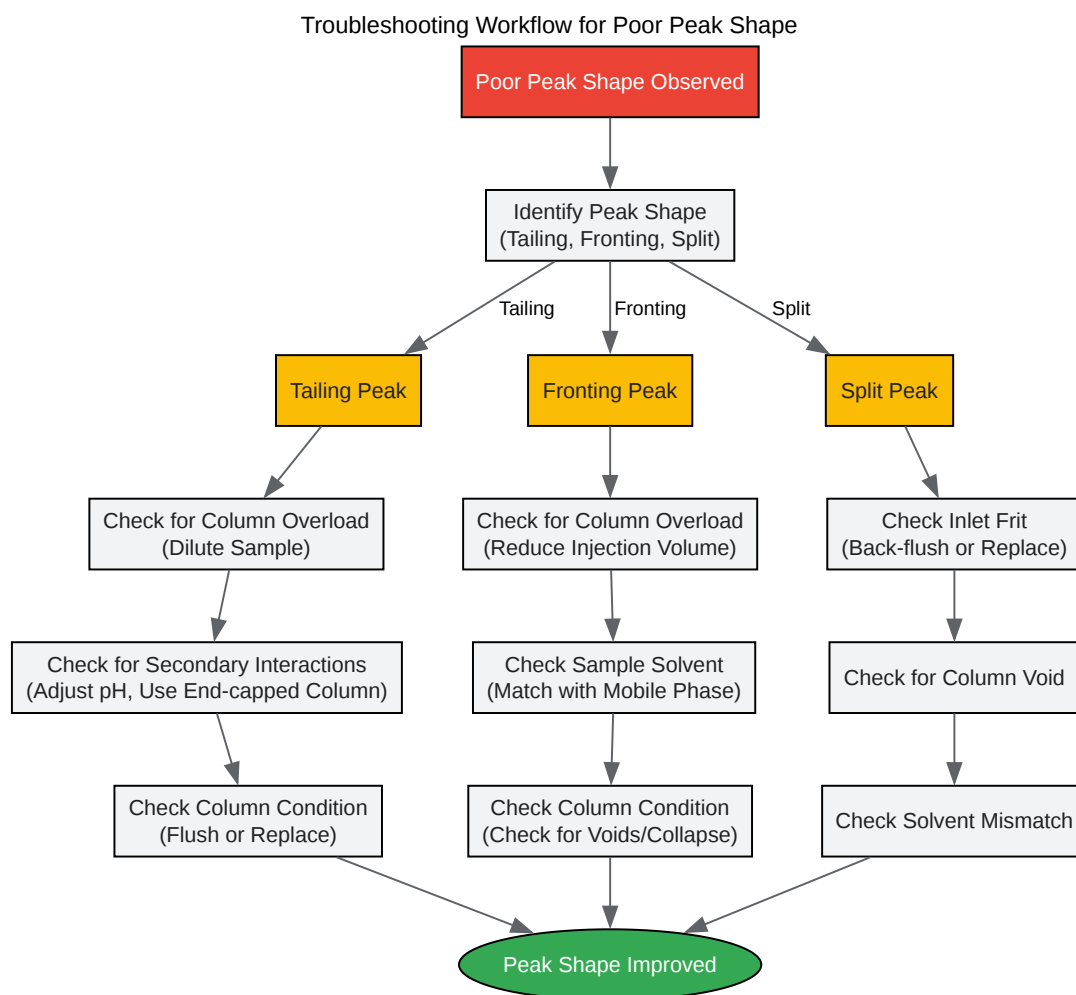 Troubleshooting Workflow for Poor Peak Shape
Poor Peak Shape Observed
Identify Peak Shape
(Tailing, Fronting, Split)
Tailing
Fronting
Split
Tailing Peak
Fronting Peak
Split Peak
Check for Column Overload
(Dilute Sample)
Check for Column Overload
(Reduce Injection Volume)
Check Inlet Frit
(Back-flush or Replace)
Check for Secondary Interactions
(Adjust pH, Use End-capped Column)
Check Sample Solvent
(Match with Mobile Phase)
Check for Column Void
Check Column Condition
(Flush or Replace)
Check Column Condition
(Check for Voids/Collapse)
Check Solvent Mismatch
Peak Shape Improved